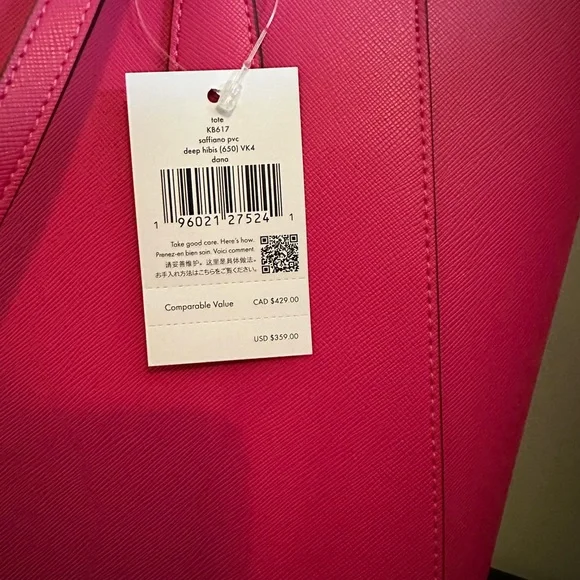 tote
KB617
saffiano pvc
deep hibis (650) VK4
dana
1 96021 27524 1
Take good care. Here's how.
Prenez-en bien soin. Voici comment.
请妥善维护。这里是具体做法。
お手入れ方法はこちらをご覧ください。
Comparable Value CAD $429.00
USD $359.00